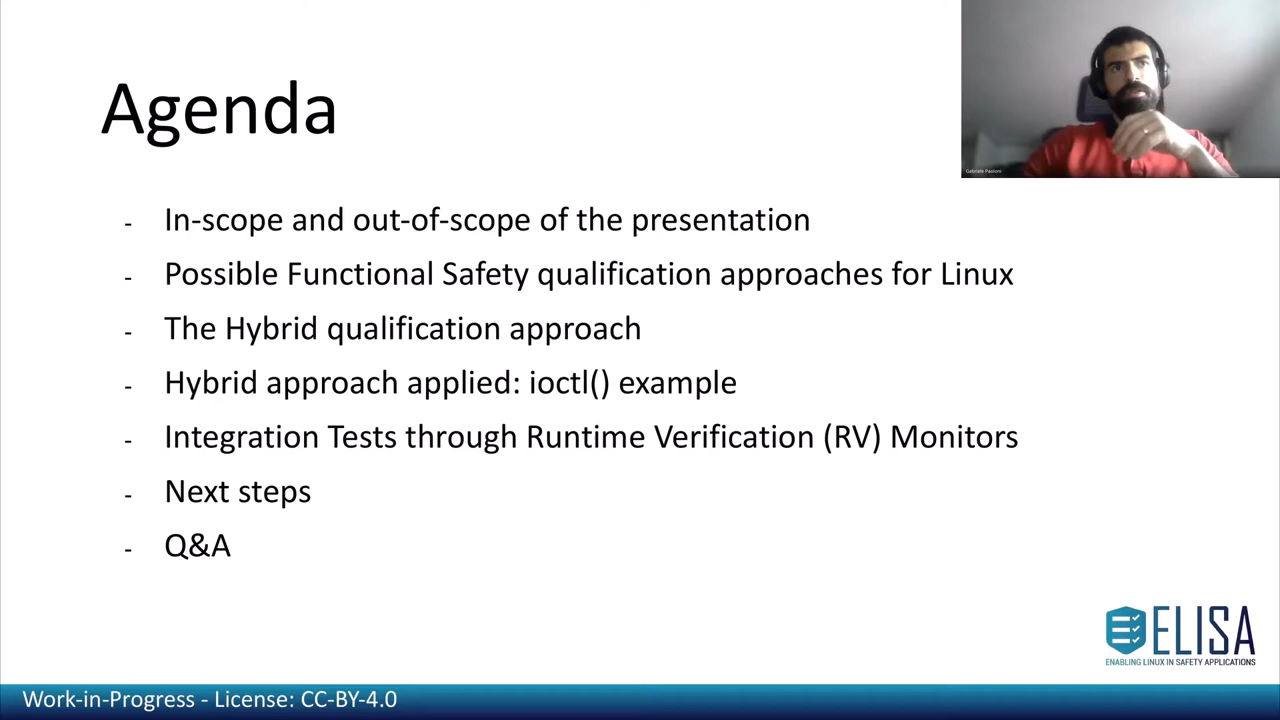 Agenda
Gabriele Paoloni
- In-scope and out-of-scope of the presentation
- Possible Functional Safety qualification approaches for Linux
- The Hybrid qualification approach
- Hybrid approach applied: ioctl() example
- Integration Tests through Runtime Verification (RV) Monitors
- Next steps
- Q&A
ELISA
ENABLING LINUX IN SAFETY APPLICATIONS
Work-in-Progress - License: CC-BY-4.0